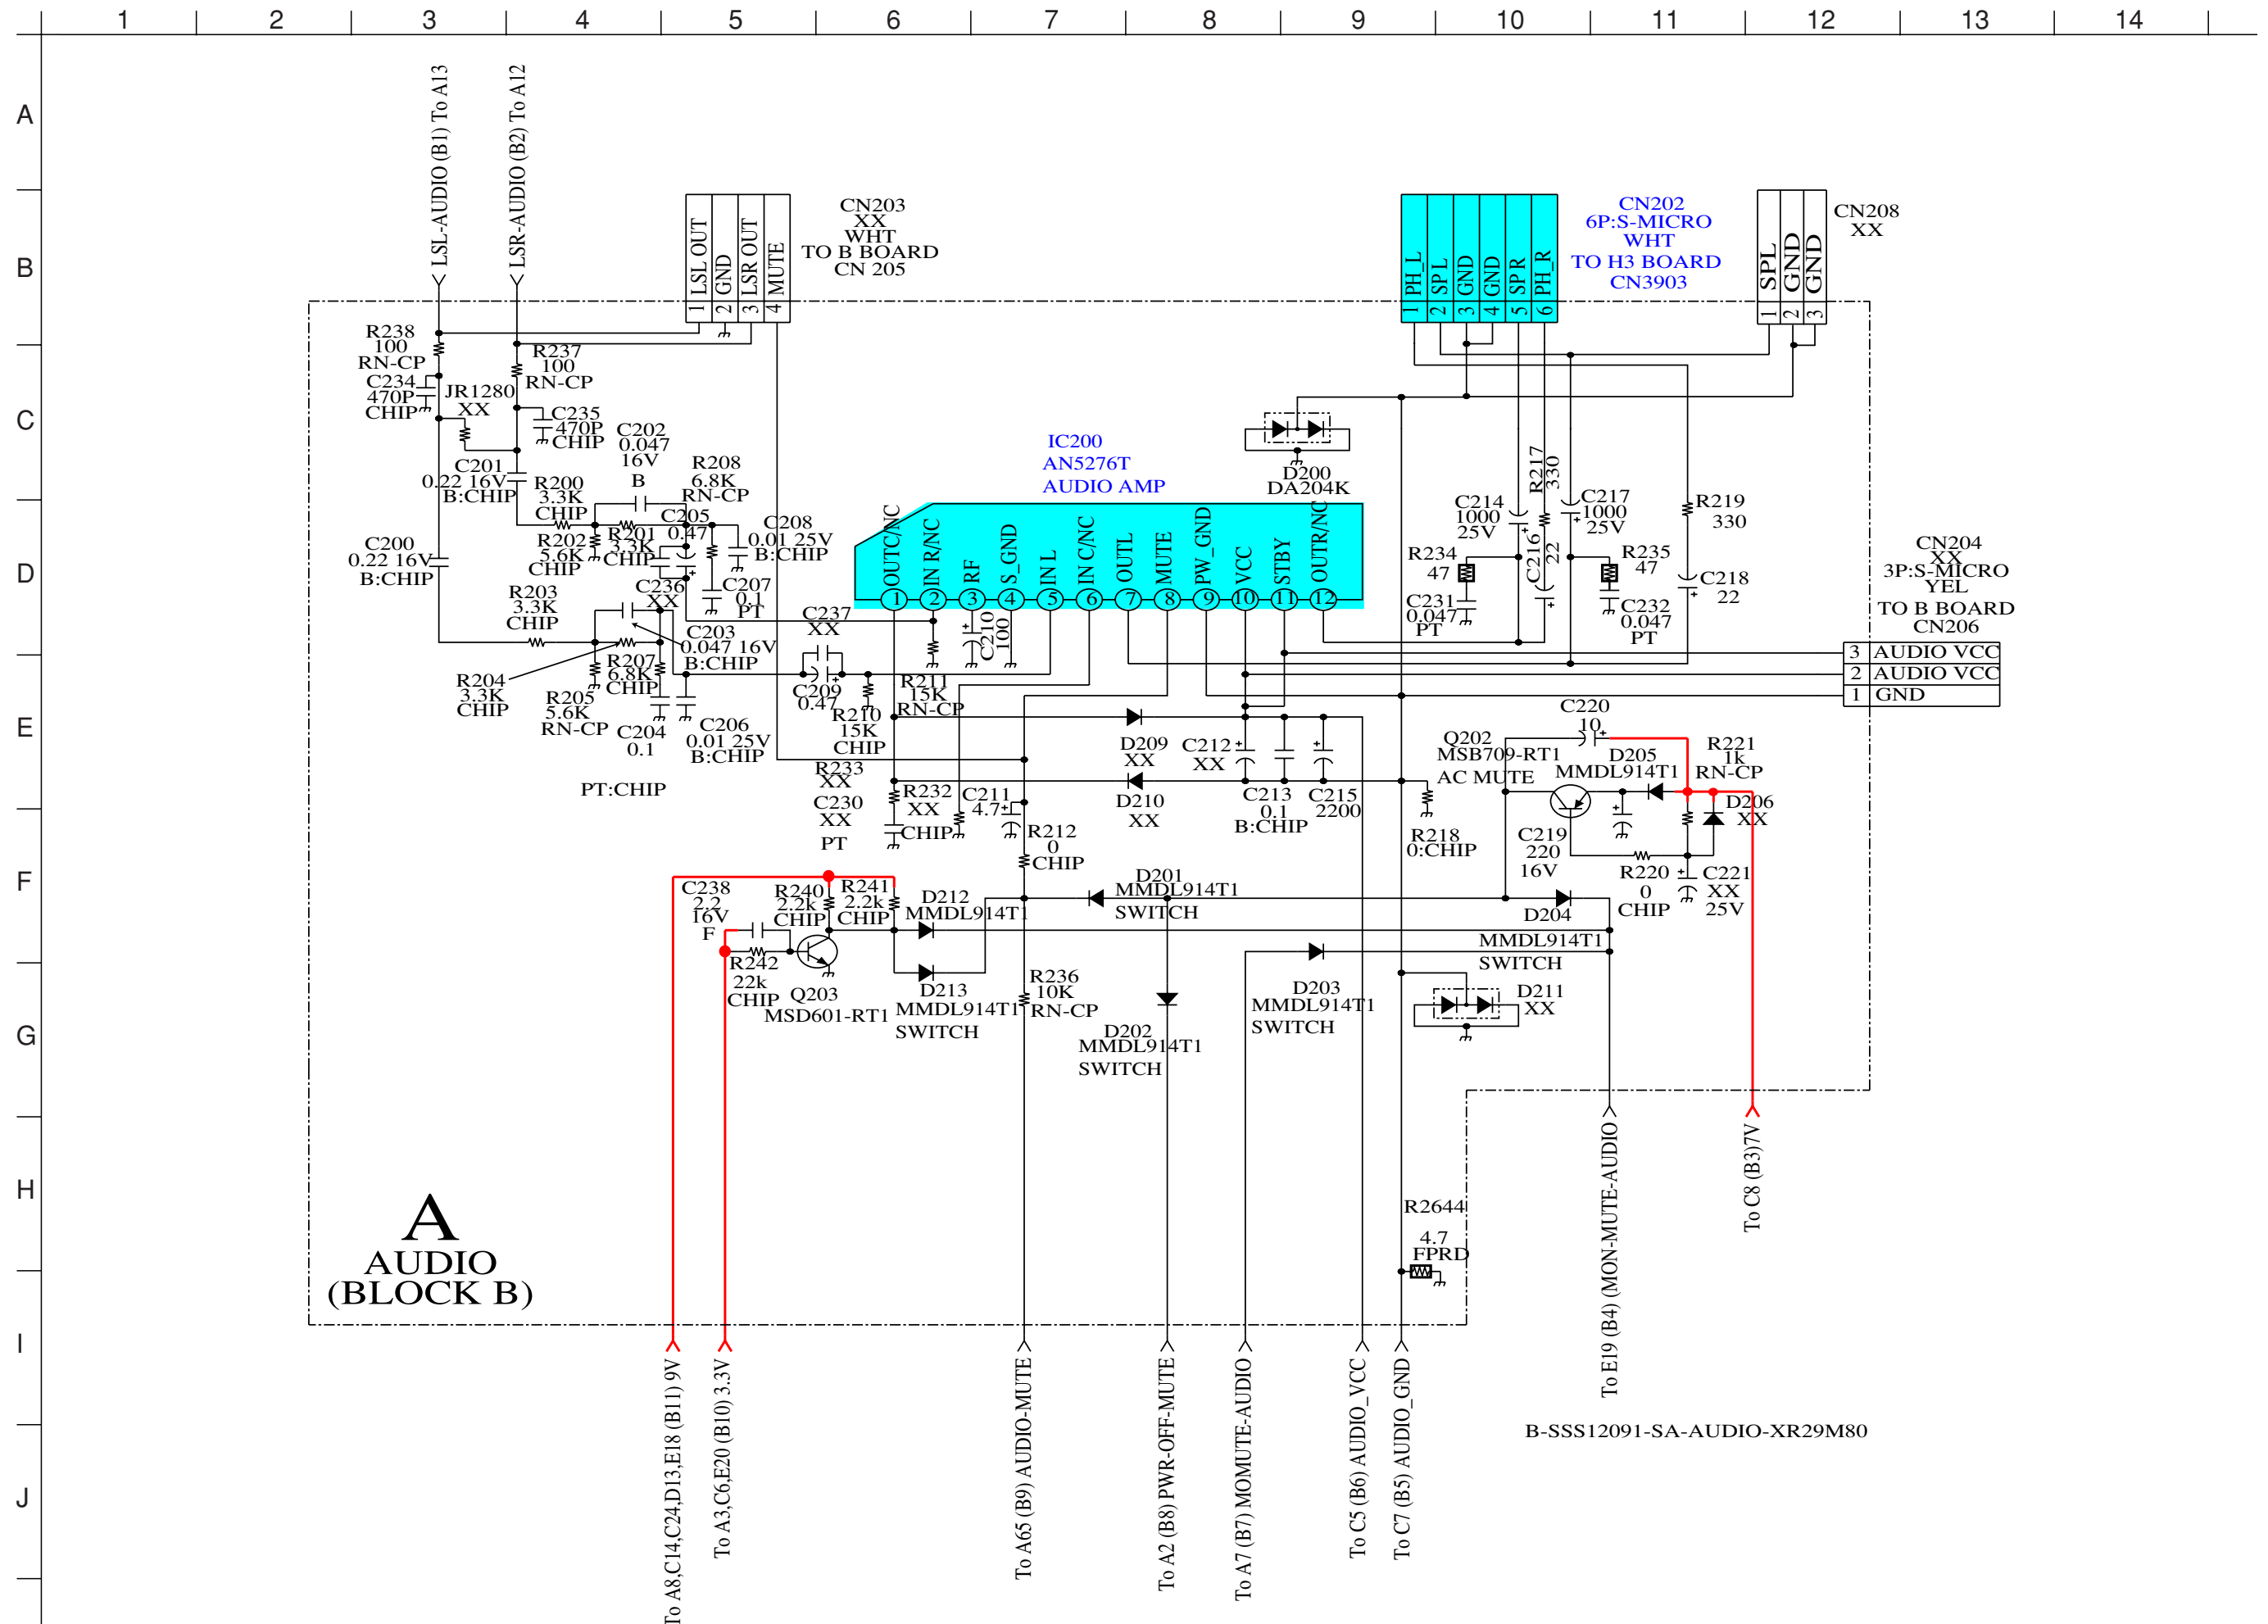 1 2 3 4 5 6 7 8 9 10 11 12 13 14
A
B
C
D
E
F
G
H
I
J
LSL-AUDIO (B1) To A13
LSR-AUDIO (B2) To A12
1 LSL OUT
2 GND
3 LSR OUT
4 MUTE
CN203
XX
WHT
TO B BOARD
CN 205
1 PH_L
2 SP L
3 GND
4 GND
5 SP R
6 PH_R
CN202
6P:S-MICRO
WHT
TO H3 BOARD
CN3903
1 SPL
2 GND
3 GND
CN208
XX
R238
100
RN-CP
R237
100
RN-CP
C234
470P
CHIP
JR1280
XX
C235
470P
CHIP
C202
0.047
16V
B
C201
0.22 16V
B:CHIP
R200
3.3K
CHIP
R208
6.8K
RN-CP
IC200
AN5276T
AUDIO AMP
D200
DA204K
R217
330
C214
1000
25V
C217
1000
25V
R219
330
C205
0.47
C208
0.01 25V
B:CHIP
R202
5.6K
CHIP
R201
3.3K
CHIP
C200
0.22 16V
B:CHIP
1 OUTC/NC
2 IN R/NC
3 RF
4 S_GND
5 IN L
6 IN C/NC
7 OUTL
8 MUTE
9 PW_GND
10 VCC
11 STBY
12 OUTR/NC
R234
47
C216
22
R235
47
C218
22
CN204
XX
3P:S-MICRO
YEL
TO B BOARD
CN206
R203
3.3K
CHIP
C236
XX
C207
0.1
PT
C237
XX
C210
100
C231
0.047
PT
C232
0.047
PT
C203
0.047 16V
B:CHIP
3 AUDIO VCC
2 AUDIO VCC
1 GND
R204
3.3K
CHIP
R207
6.8K
CHIP
R205
5.6K
RN-CP
C204
0.1
C206
0.01 25V
B:CHIP
C209
0.47
R211
15K
RN-CP
R210
15K
CHIP
D209
XX
C212
XX
C220
10
Q202
MSB709-RT1
AC MUTE
D205
MMDL914T1
R221
1k
RN-CP
PT:CHIP
R233
XX
C230
XX
PT
R232
XX
CHIP
C211
4.7
D210
XX
C213
0.1
B:CHIP
C215
2200
D206
XX
R212
0
CHIP
R218
0:CHIP
C219
220
16V
R220
0
CHIP
C221
XX
25V
C238
2.2
16V
F
R240
2.2k
CHIP
R241
2.2k
CHIP
D212
MMDL914T1
D201
MMDL914T1
SWITCH
D204
MMDL914T1
SWITCH
R242
22k
CHIP
Q203
MSD601-RT1
D213
MMDL914T1
SWITCH
R236
10K
RN-CP
D202
MMDL914T1
SWITCH
D203
MMDL914T1
SWITCH
D211
XX
R2644
4.7
FPRD
A
AUDIO
(BLOCK B)
To A8,C14,C24,D13,E18 (B11) 9V
To A3,C6,E20 (B10) 3.3V
To A65 (B9) AUDIO-MUTE
To A2 (B8) PWR-OFF-MUTE
To A7 (B7) MOMUTE-AUDIO
To C5 (B6) AUDIO_VCC
To C7 (B5) AUDIO_GND
To E19 (B4) (MON-MUTE-AUDIO
To C8 (B3)7V
B-SSS12091-SA-AUDIO-XR29M80